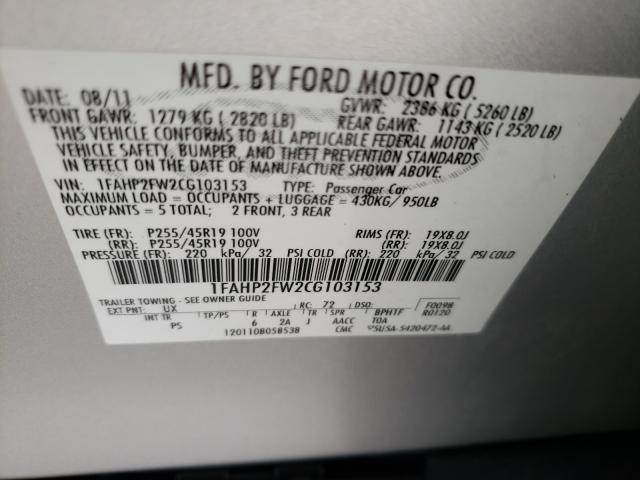 MFD. BY FORD MOTOR CO.
DATE: 08/11 GVWR: 2386 KG ( 5260 LB)
FRONT GAWR: 1279 KG ( 2820 LB) REAR GAWR: 1143 KG ( 2520 LB)
THIS VEHICLE CONFORMS TO ALL APPLICABLE FEDERAL MOTOR
VEHICLE SAFETY, BUMPER, AND THEFT PREVENTION STANDARDS
IN EFFECT ON THE DATE OF MANUFACTURE SHOWN ABOVE.
VIN: 1FAHP2FW2CG103153 TYPE: Passenger Car
MAXIMUM LOAD = OCCUPANTS + LUGGAGE = 430KG/ 950LB
OCCUPANTS = 5 TOTAL; 2 FRONT, 3 REAR
TIRE (FR): P255/45R19 100V RIMS (FR): 19X8.0J
(RR): P255/45R19 100V (RR): 19X8.0J
PRESSURE (FR): 220 kPa/ 32 PSI COLD (RR): 220 kPa/ 32 PSI COLD
1FAHP2FW2CG103153
TRAILER TOWING - SEE OWNER GUIDE
EXT PNT: UX RC: 72 DSO: F0098
INT TR TP/PS R AXLE TR SPR BPH1F R0120
PS 6 2A J AACC TOA
1201108058538 CMC